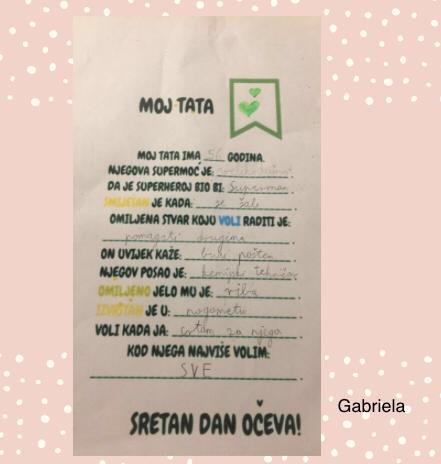 MOJ TATA
MOJ TATA IMA 56 GODINA.
NJEGOVA SUPERMOĆ JE:
DA JE SUPERHEROJ BIO BI: Superman
SMIJEŠAN JE KADA: se šali
OMILJENA STVAR KOJU VOLI RADITI JE:
pomagati drugima
ON UVIJEK KAŽE: budi pošten
NJEGOV POSAO JE: kemijski tehničar
OMILJENO JELO MU JE: riba
IZVRSTAN JE U: nogometu
VOLI KADA JA: crtam za njega
KOD NJEGA NAJVIŠE VOLIM:
SVE
SRETAN DAN OČEVA!
Gabriela